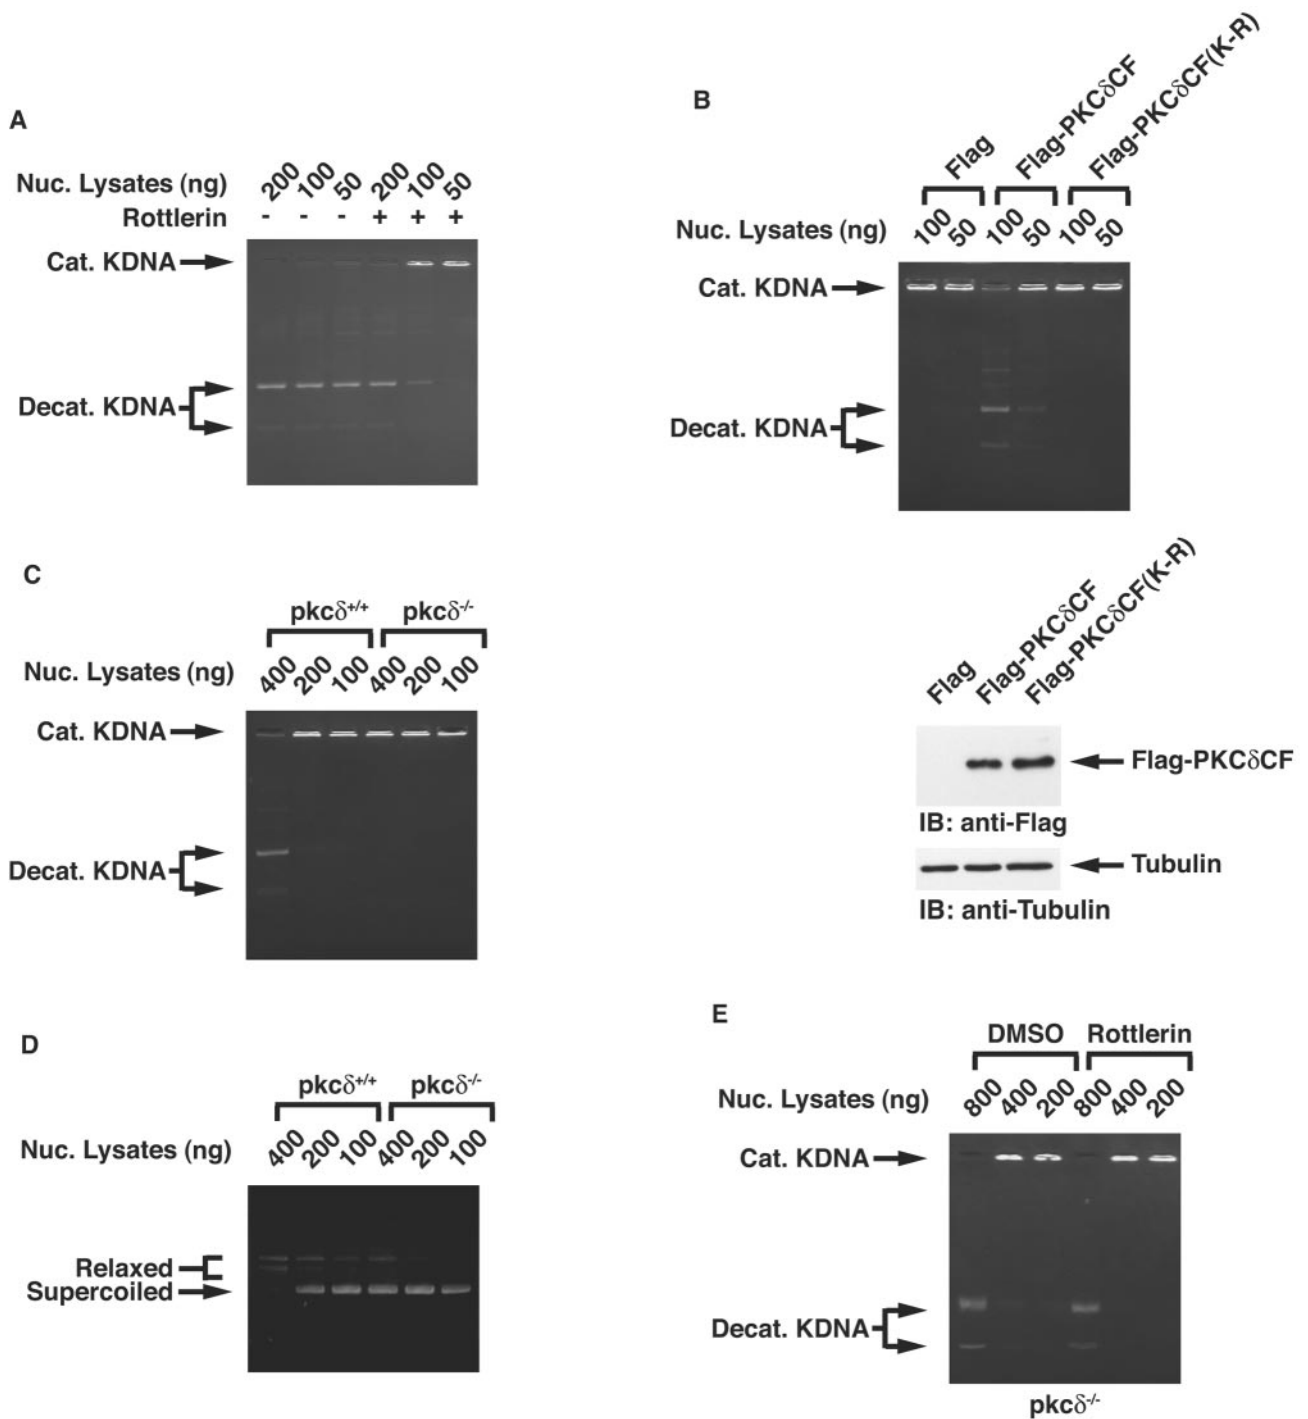 A
Nuc. Lysates (ng) 200 100 50 200 100 50
Rottlerin - - - + + +
Cat. KDNA
Decat. KDNA
B
Flag Flag-PKCδCF Flag-PKCδCF(K-R)
Nuc. Lysates (ng) 100 50 100 50 100 50
Cat. KDNA
Decat. KDNA
Flag Flag-PKCδCF Flag-PKCδCF(K-R)
Flag-PKCδCF
IB: anti-Flag
Tubulin
IB: anti-Tubulin
C
pkcδ+/+ pkcδ-/-
Nuc. Lysates (ng) 400 200 100 400 200 100
Cat. KDNA
Decat. KDNA
D
pkcδ+/+ pkcδ-/-
Nuc. Lysates (ng) 400 200 100 400 200 100
Relaxed
Supercoiled
E
DMSO Rottlerin
Nuc. Lysates (ng) 800 400 200 800 400 200
Cat. KDNA
Decat. KDNA
pkcδ-/-